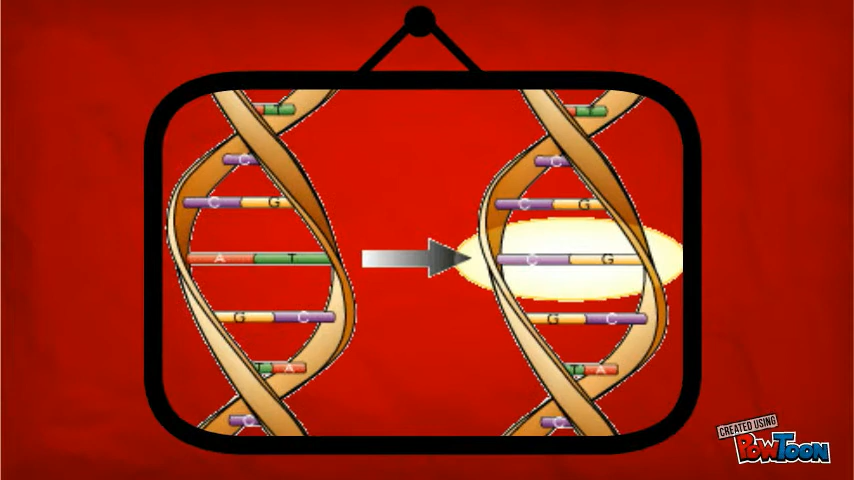 T T
C C
C G C G
A T C G
G C G C
T A T A
C C
CREATED USING
POWTOON